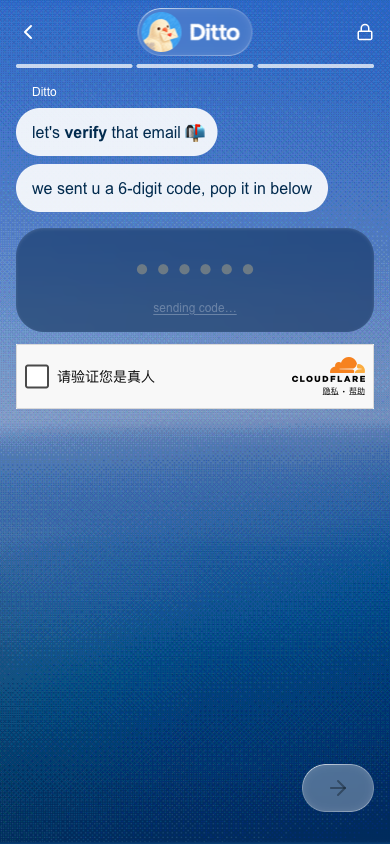 Ditto
Ditto
let's verify that email 📬
we sent u a 6-digit code, pop it in below
sending code...
请验证您是真人
CLOUDFLARE
隐私 • 帮助